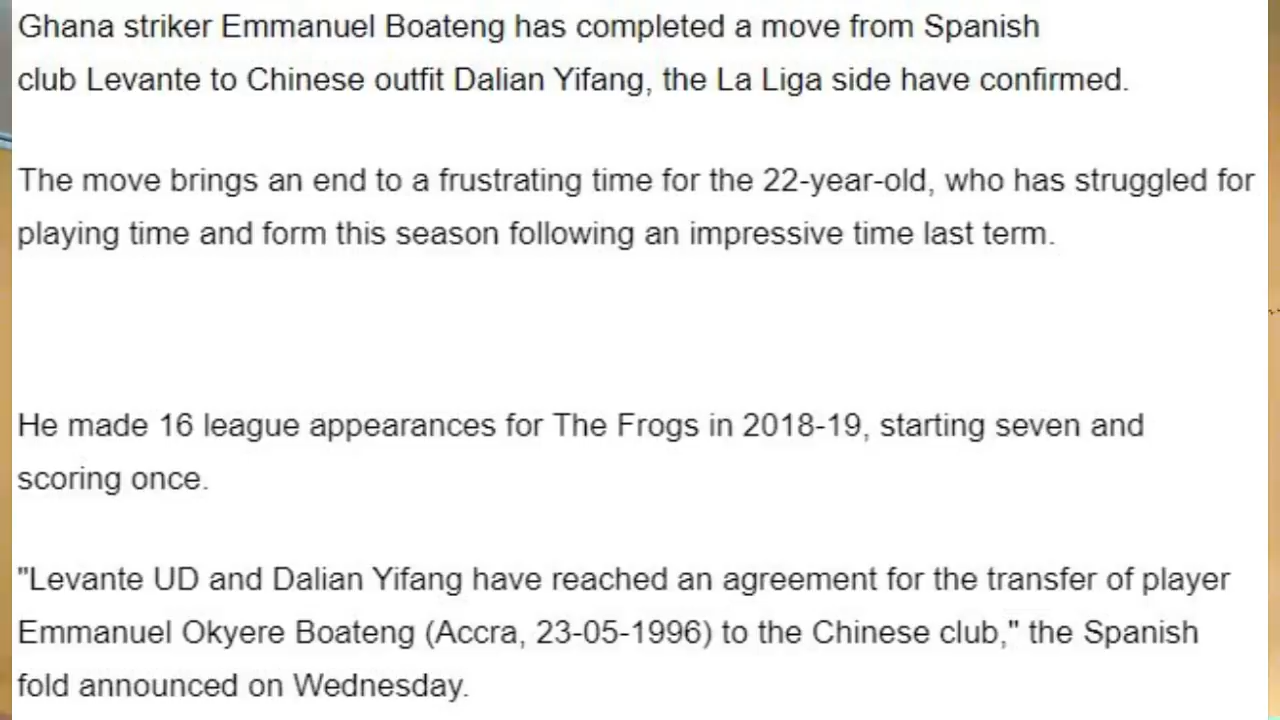 Ghana striker Emmanuel Boateng has completed a move from Spanish
club Levante to Chinese outfit Dalian Yifang, the La Liga side have confirmed.
The move brings an end to a frustrating time for the 22-year-old, who has struggled for
playing time and form this season following an impressive time last term.
He made 16 league appearances for The Frogs in 2018-19, starting seven and
scoring once.
"Levante UD and Dalian Yifang have reached an agreement for the transfer of player
Emmanuel Okyere Boateng (Accra, 23-05-1996) to the Chinese club," the Spanish
fold announced on Wednesday.